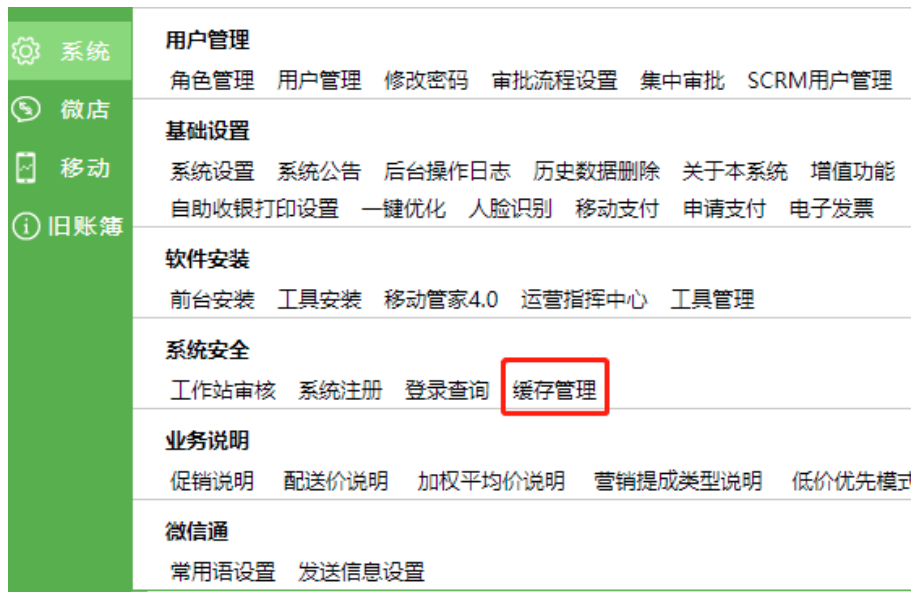 系统
微店
移动
旧账簿
用户管理
角色管理 用户管理 修改密码 审批流程设置 集中审批 SCRM用户管理
基础设置
系统设置 系统公告 后台操作日志 历史数据删除 关于本系统 增值功能
自助收银打印设置 一键优化 人脸识别 移动支付 申请支付 电子发票
软件安装
前台安装 工具安装 移动管家4.0 运营指挥中心 工具管理
系统安全
工作站审核 系统注册 登录查询 缓存管理
业务说明
促销说明 配送价说明 加权平均价说明 营销提成类型说明 低价优先模式
微信通
常用语设置 发送信息设置